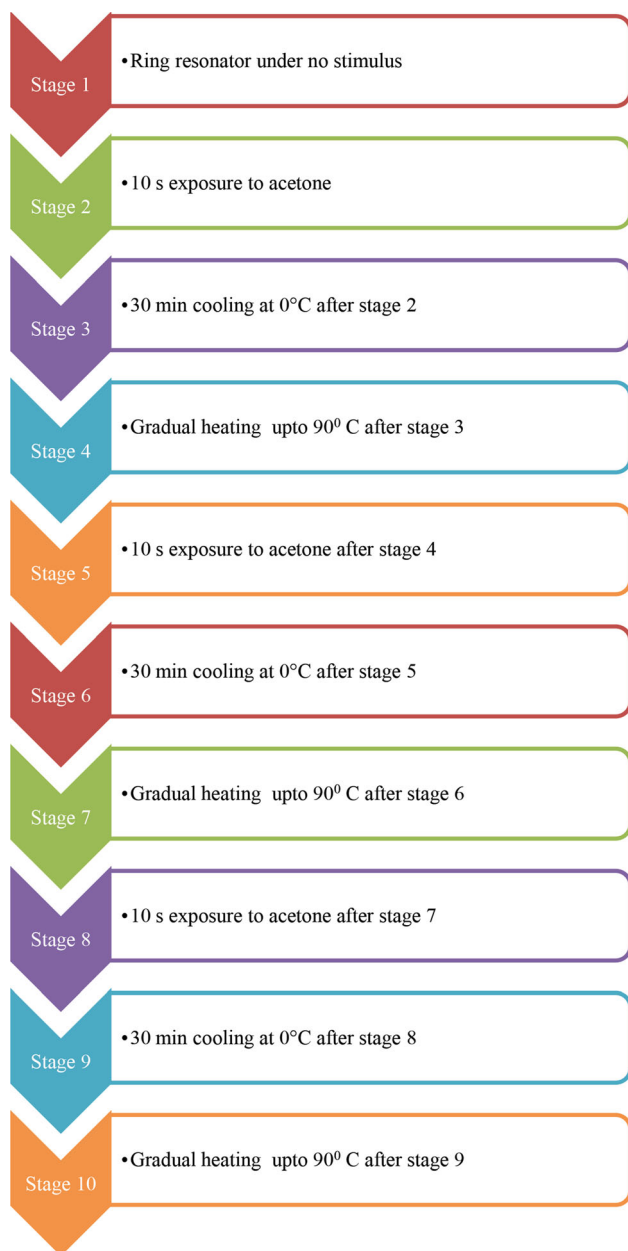 Stage 1
•Ring resonator under no stimulus
Stage 2
•10 s exposure to acetone
Stage 3
•30 min cooling at 0°C after stage 2
Stage 4
•Gradual heating upto 90⁰ C after stage 3
Stage 5
•10 s exposure to acetone after stage 4
Stage 6
•30 min cooling at 0°C after stage 5
Stage 7
•Gradual heating upto 90⁰ C after stage 6
Stage 8
•10 s exposure to acetone after stage 7
Stage 9
•30 min cooling at 0°C after stage 8
Stage 10
•Gradual heating upto 90⁰ C after stage 9